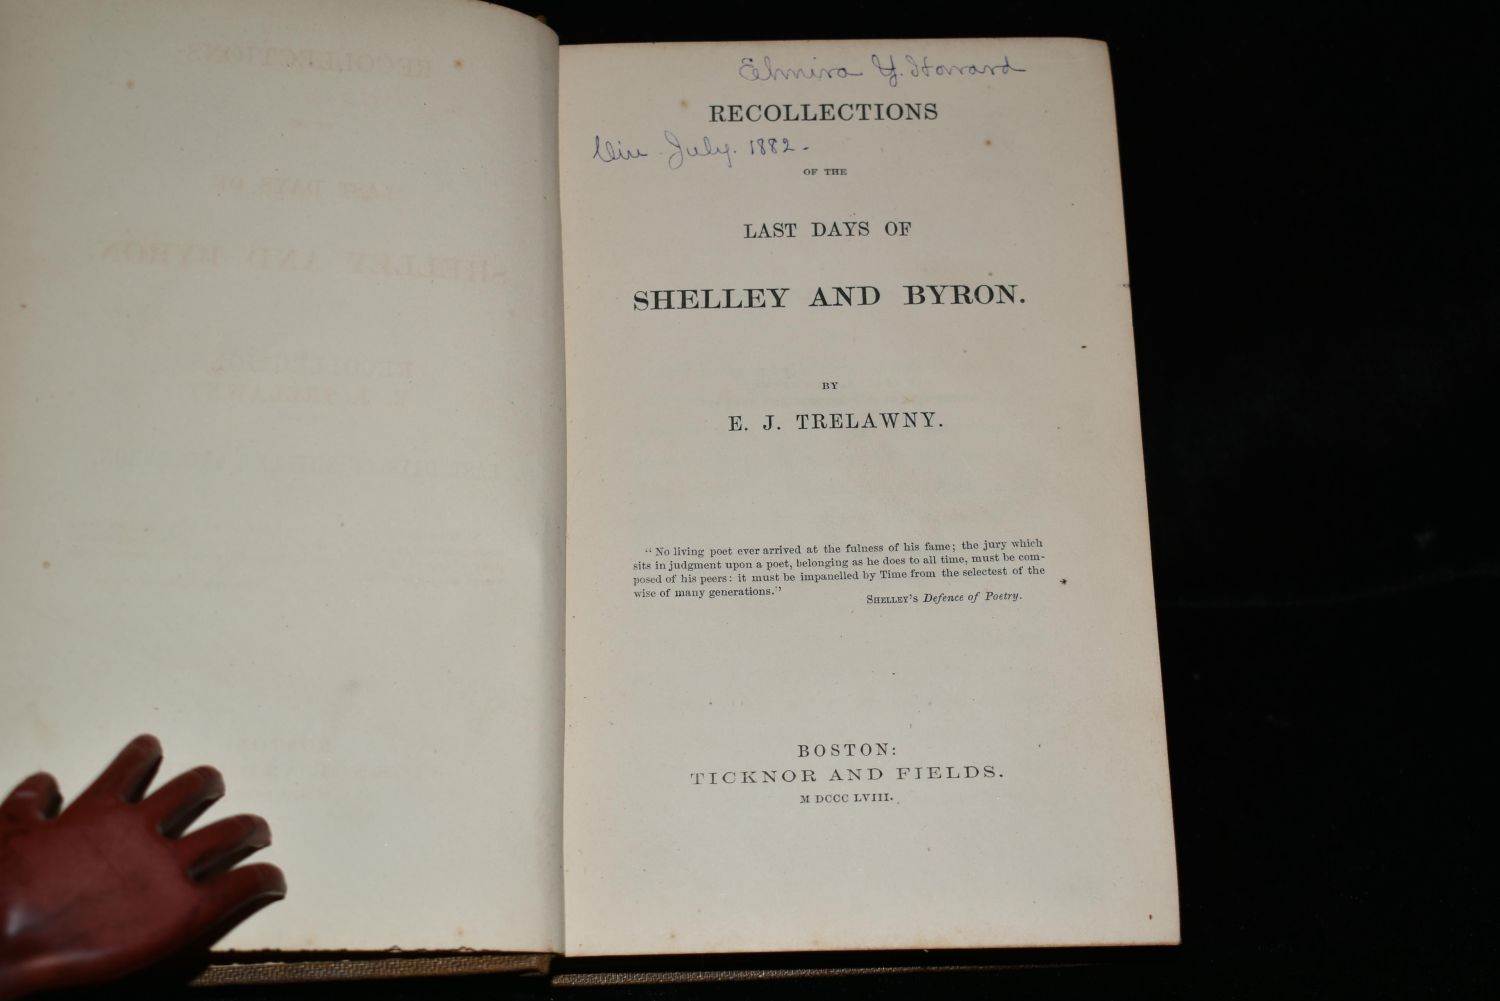 Elmira Y. Howard
RECOLLECTIONS
Cin. July. 1882.
OF THE
LAST DAYS OF
SHELLEY AND BYRON.
BY
E. J. TRELAWNY.
“No living poet ever arrived at the fulness of his fame; the jury which
sits in judgment upon a poet, belonging as he does to all time, must be com-
posed of his peers: it must be impanelled by Time from the selectest of the
wise of many generations.”
SHELLEY'S Defence of Poetry.
BOSTON:
TICKNOR AND FIELDS.
M DCCC LVIII.